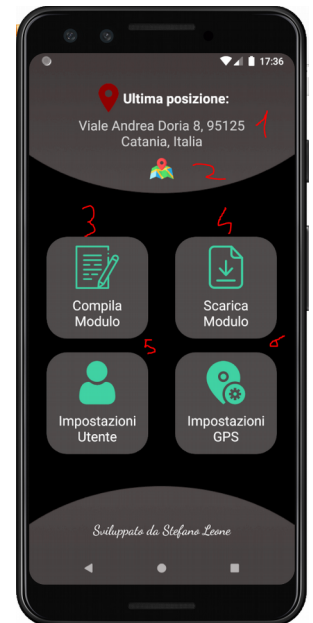 17:36
Ultima posizione:
Viale Andrea Doria 8, 95125
Catania, Italia
1
2
3
4
Compila
Modulo
Scarica
Modulo
5
6
Impostazioni
Utente
Impostazioni
GPS
Sviluppato da Stefano Leone